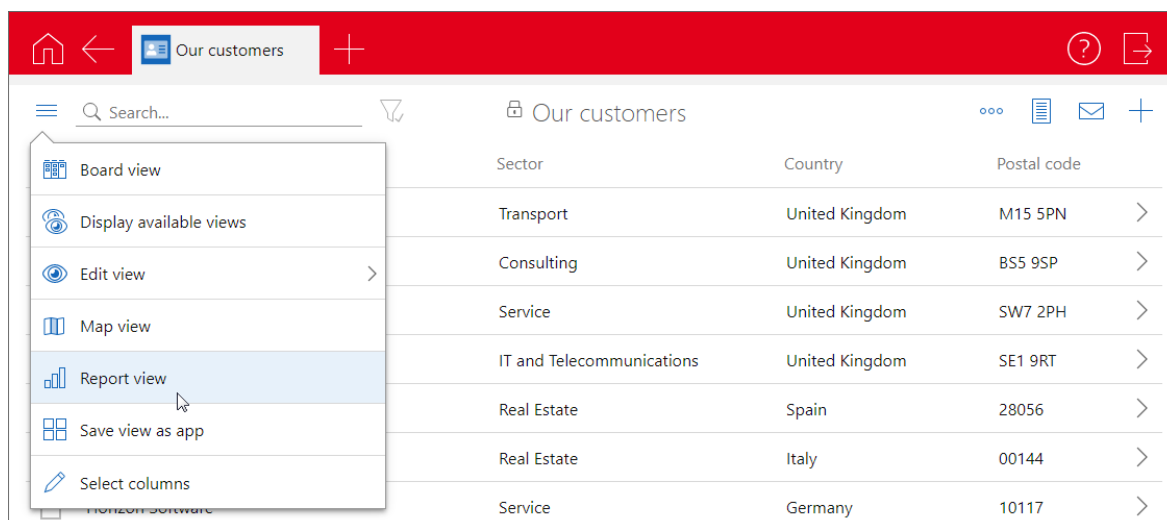 Our customers
Search...
Our customers
Board view
Display available views
Edit view
Map view
Report view
Save view as app
Select columns
Sector Country Postal code
Transport United Kingdom M15 5PN
Consulting United Kingdom BS5 9SP
Service United Kingdom SW7 2PH
IT and Telecommunications United Kingdom SE1 9RT
Real Estate Spain 28056
Real Estate Italy 00144
Horizon Software Service Germany 10117